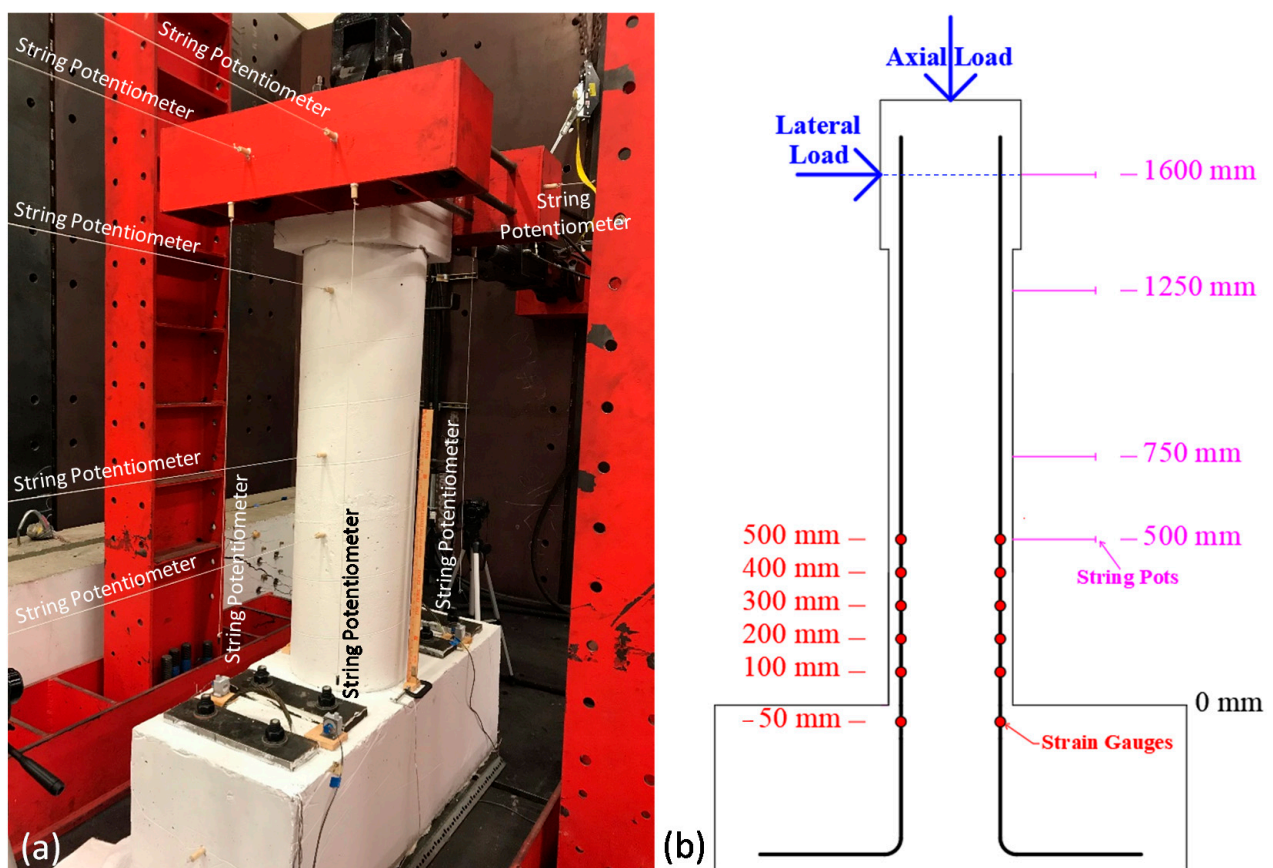 String Potentiometer
String Potentiometer
String Potentiometer
String
Potentiometer
String Potentiometer
String Potentiometer
String Potentiometer
String Potentiometer
String Potentiometer
(a)
Axial Load
Lateral
Load
1600 mm
1250 mm
750 mm
500 mm
String Pots
500 mm
400 mm
300 mm
200 mm
100 mm
-50 mm
0 mm
Strain Gauges
(b)